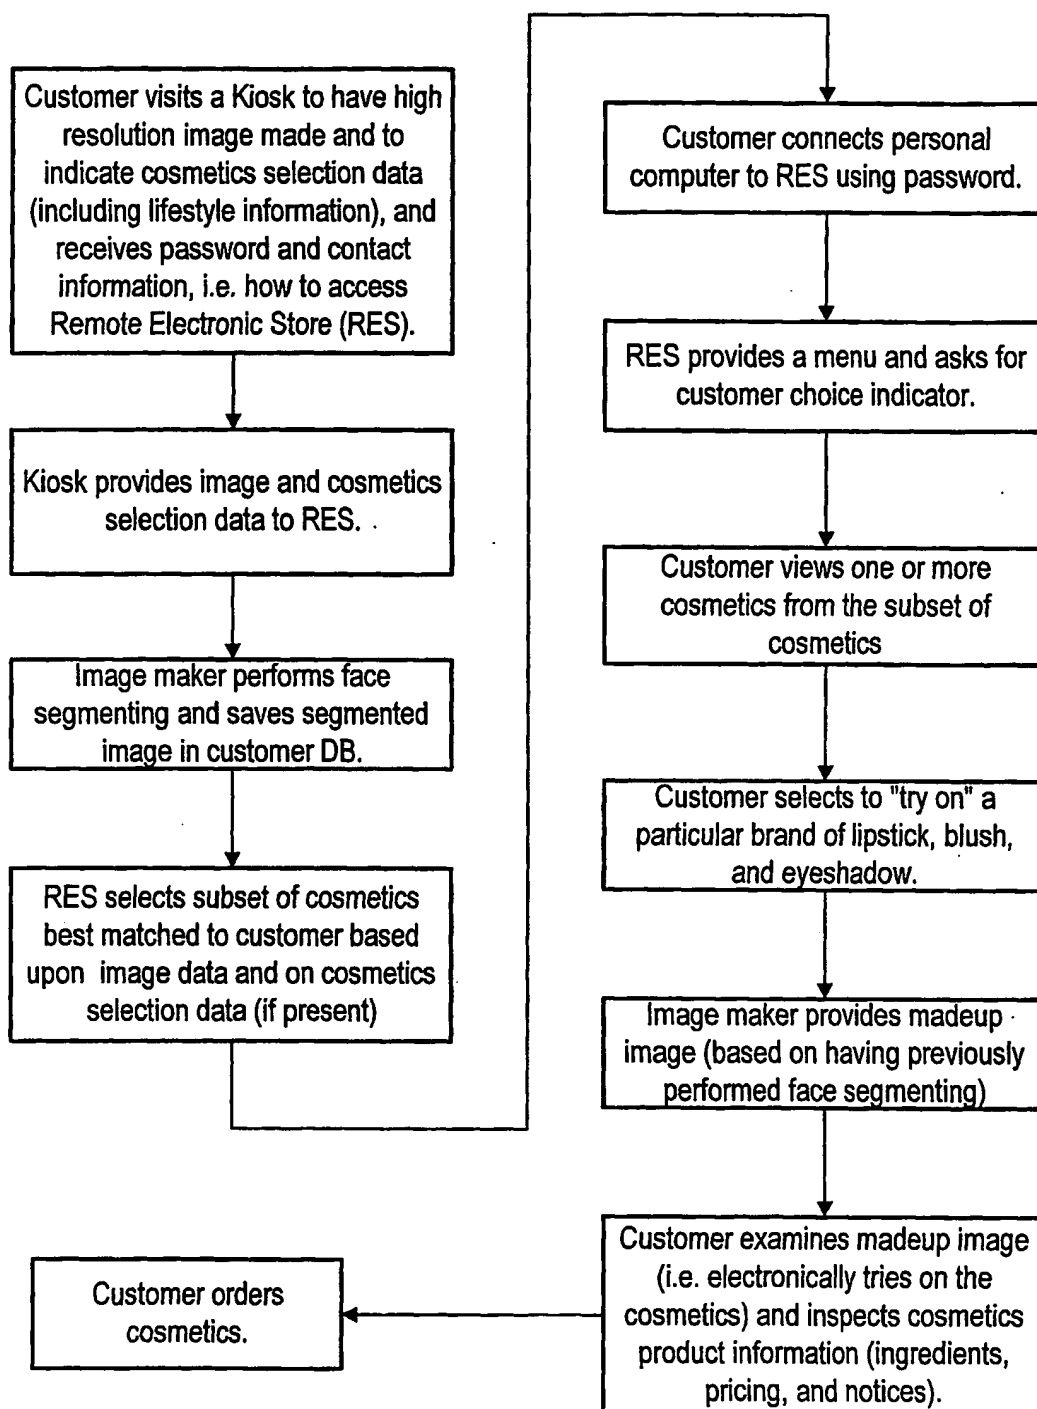 Customer visits a Kiosk to have high
resolution image made and to
indicate cosmetics selection data
(including lifestyle information), and
receives password and contact
information, i.e. how to access
Remote Electronic Store (RES).
Kiosk provides image and cosmetics
selection data to RES.
Image maker performs face
segmenting and saves segmented
image in customer DB.
RES selects subset of cosmetics
best matched to customer based
upon image data and on cosmetics
selection data (if present)
Customer connects personal
computer to RES using password.
RES provides a menu and asks for
customer choice indicator.
Customer views one or more
cosmetics from the subset of
cosmetics
Customer selects to "try on" a
particular brand of lipstick, blush,
and eyeshadow.
Image maker provides madeup
image (based on having previously
performed face segmenting)
Customer examines madeup image
(i.e. electronically tries on the
cosmetics) and inspects cosmetics
product information (ingredients,
pricing, and notices).
Customer orders
cosmetics.